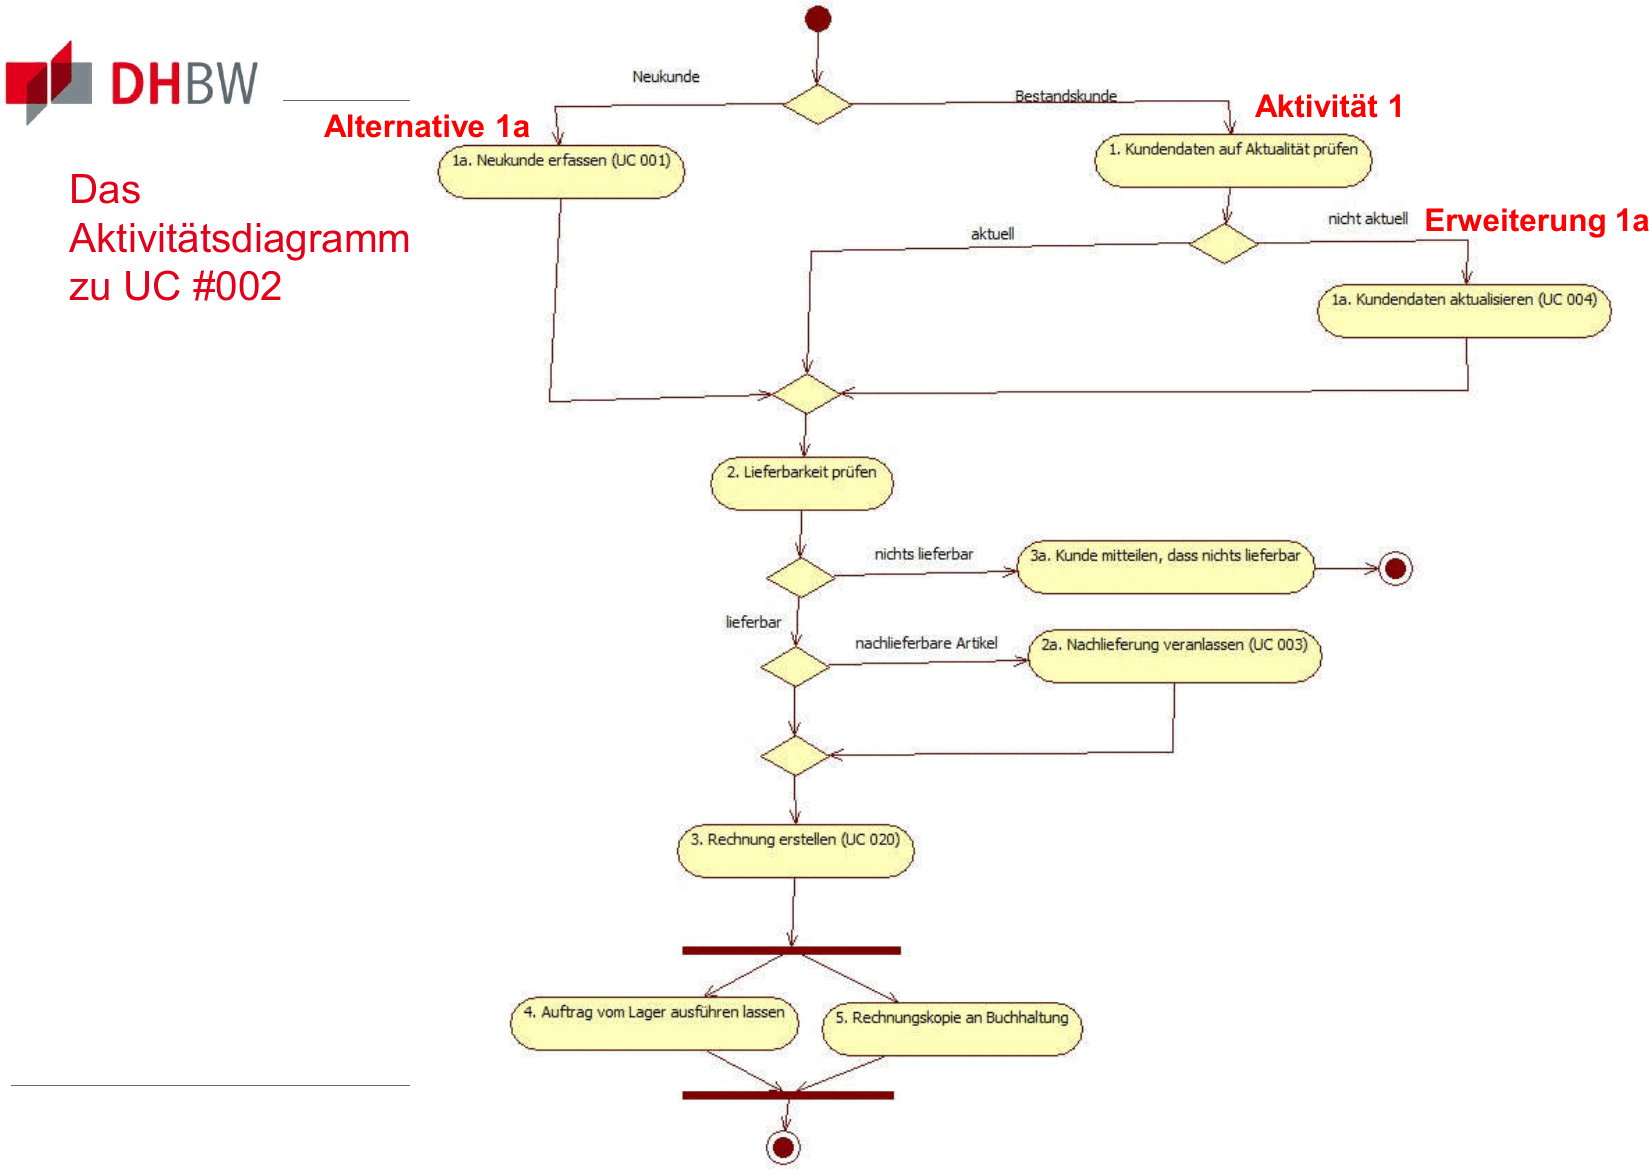 DHBW
Das
Aktivitätsdiagramm
zu UC #002
Neukunde
Bestandskunde
Alternative 1a
Aktivität 1
1a. Neukunde erfassen (UC 001)
1. Kundendaten auf Aktualität prüfen
aktuell
nicht aktuell
Erweiterung 1a
1a. Kundendaten aktualisieren (UC 004)
2. Lieferbarkeit prüfen
nichts lieferbar
3a. Kunde mitteilen, dass nichts lieferbar
lieferbar
nachlieferbare Artikel
2a. Nachlieferung veranlassen (UC 003)
3. Rechnung erstellen (UC 020)
4. Auftrag vom Lager ausführen lassen
5. Rechnungskopie an Buchhaltung